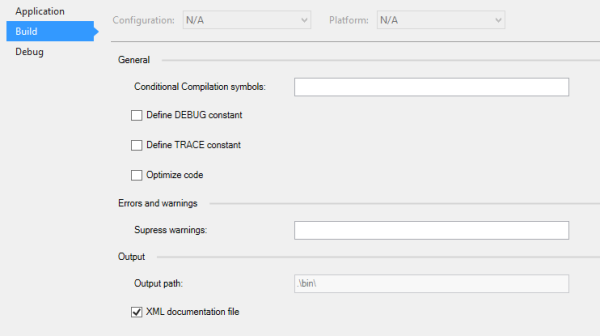 Application
Build
Debug
Configuration: N/A Platform: N/A
General
Conditional Compilation symbols:
Define DEBUG constant
Define TRACE constant
Optimize code
Errors and warnings
Supress warnings:
Output
Output path: .\bin\
XML documentation file